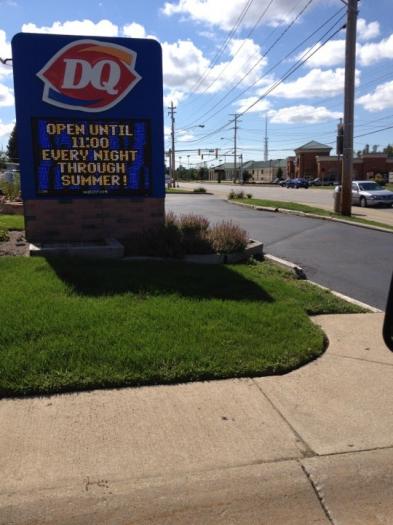 DQ
OPEN UNTIL
11:00
EVERY NIGHT
THROUGH
SUMMER!